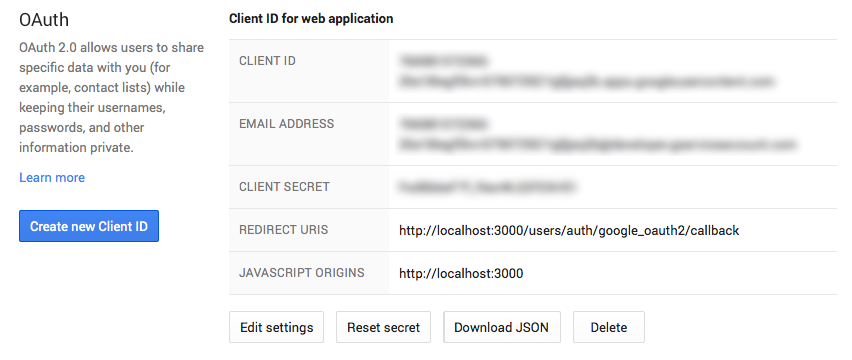 OAuth
OAuth 2.0 allows users to share
specific data with you (for
example, contact lists) while
keeping their usernames,
passwords, and other
information private.
Learn more
Create new Client ID
Client ID for web application
CLIENT ID
EMAIL ADDRESS
CLIENT SECRET
REDIRECT URIS
http://localhost:3000/users/auth/google_oauth2/callback
JAVASCRIPT ORIGINS
http://localhost:3000
Edit settings
Reset secret
Download JSON
Delete